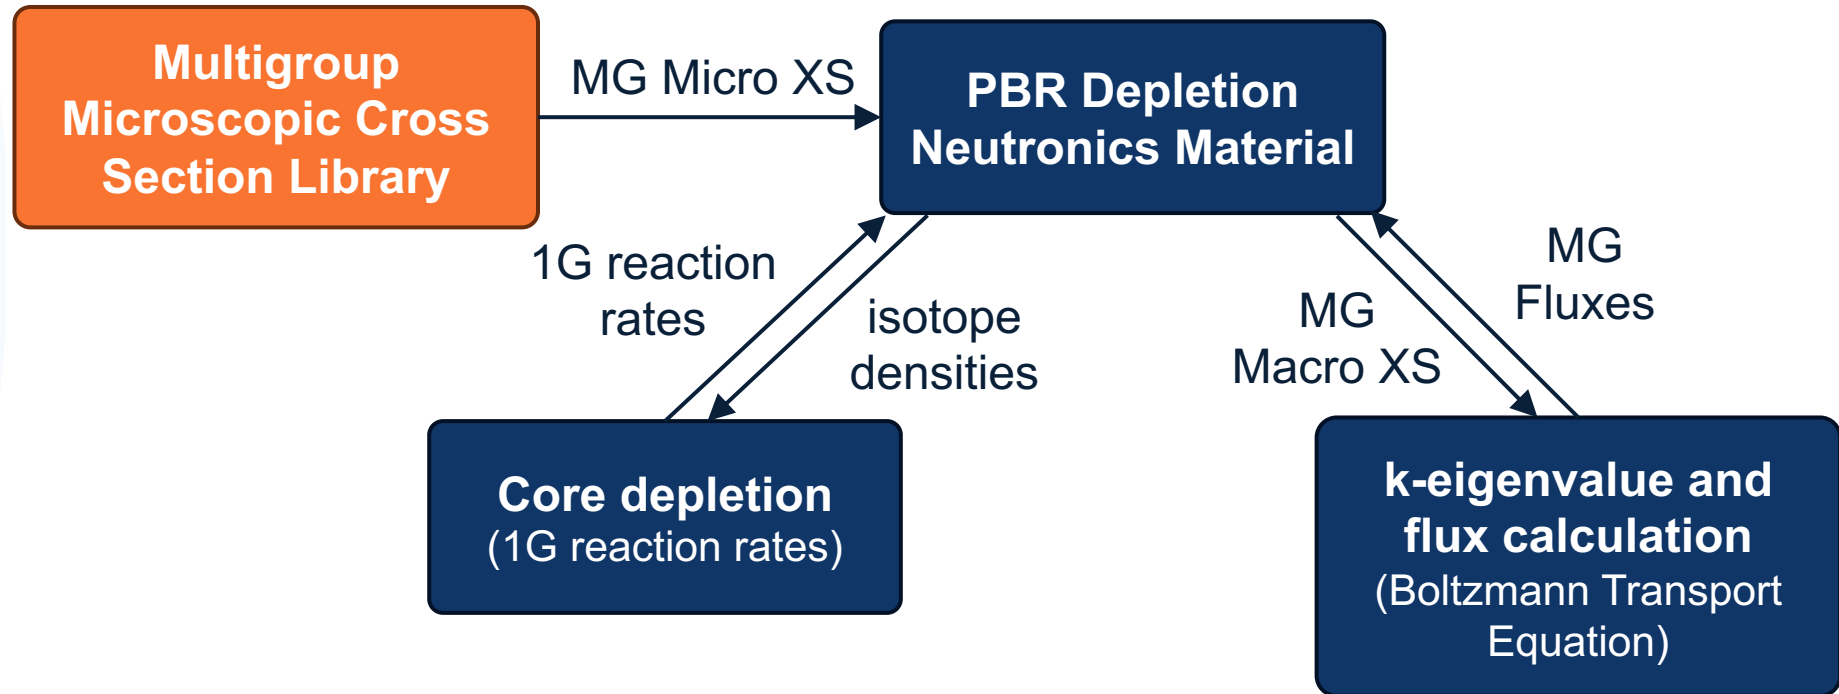 Multigroup
Microscopic Cross
Section Library
MG Micro XS
PBR Depletion
Neutronics Material
1G reaction
rates
isotope
densities
MG
Macro XS
MG
Fluxes
Core depletion
(1G reaction rates)
k-eigenvalue and
flux calculation
(Boltzmann Transport
Equation)